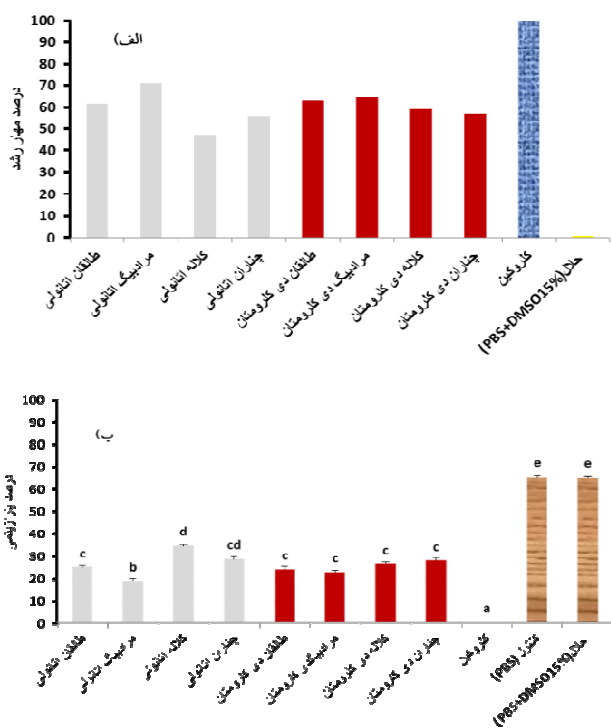 الف)
درصد مهار رشد
100
90
80
70
60
50
40
30
20
10
0
طالقان اتانولی
مرادبیگ اتانولی
کلاله اتانولی
چناران اتانولی
طالقان دی کلرومتان
مرادبیگ دی کلرومتان
کلاله دی کلرومتان
چناران دی کلرومتان
کلروکین
حلال(PBS+DMSO15%)
ب)
درصد پارازیتمی
100
90
80
70
60
50
40
30
20
10
0
c
b
d
cd
c
c
c
c
a
e
e
طالقان اتانولی
مرادبیگ اتانولی
کلاله اتانولی
چناران اتانولی
طالقان دی کلرومتان
مرادبیگ دی کلرومتان
کلاله دی کلرومتان
چناران دی کلرومتان
کلروکین
کنترل (PBS)
حلال(PBS+DMSO15%)